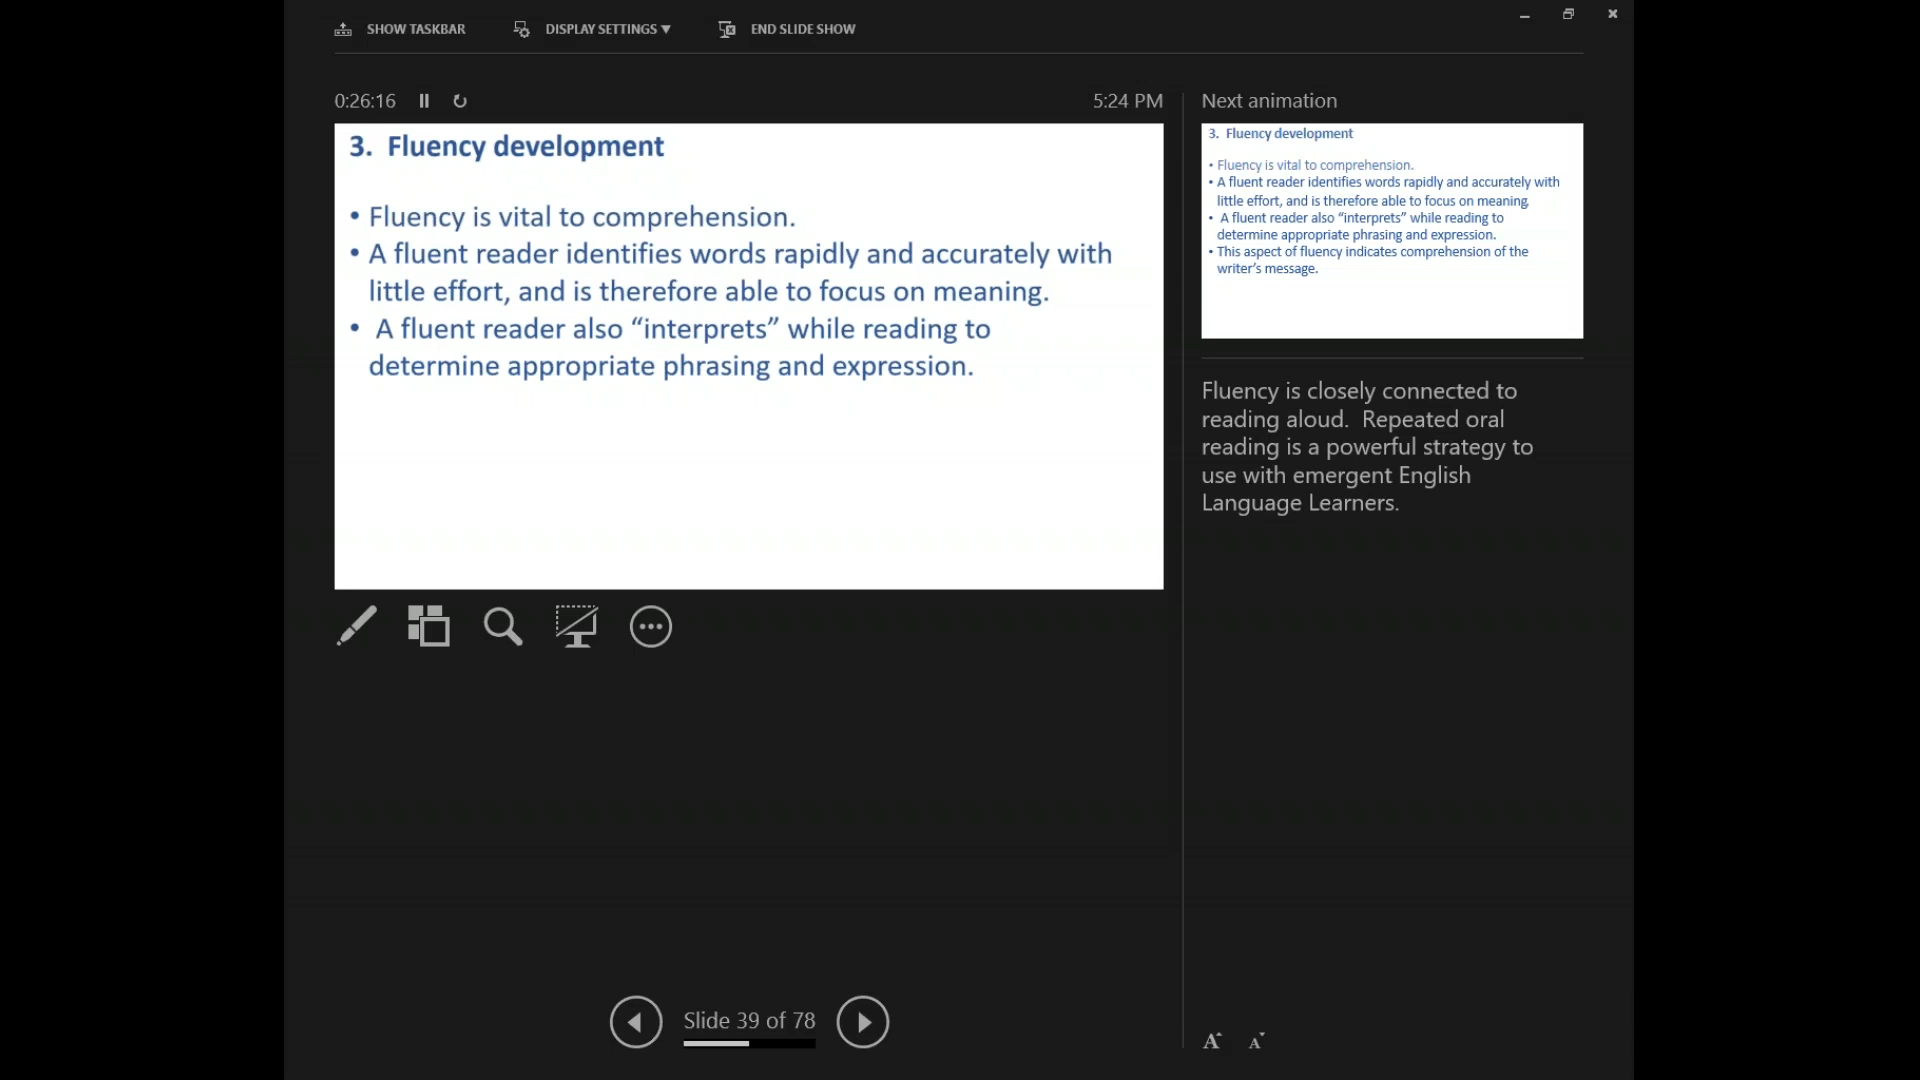 SHOW TASKBAR
DISPLAY SETTINGS ▼
END SLIDE SHOW
0:26:16
5:24 PM
3. Fluency development
• Fluency is vital to comprehension.
• A fluent reader identifies words rapidly and accurately with
little effort, and is therefore able to focus on meaning.
• A fluent reader also “interprets” while reading to
determine appropriate phrasing and expression.
Slide 39 of 78
Next animation
3. Fluency development
• Fluency is vital to comprehension.
• A fluent reader identifies words rapidly and accurately with
little effort, and is therefore able to focus on meaning.
• A fluent reader also “interprets” while reading to
determine appropriate phrasing and expression.
• This aspect of fluency indicates comprehension of the
writer’s message.
Fluency is closely connected to
reading aloud. Repeated oral
reading is a powerful strategy to
use with emergent English
Language Learners.
A A